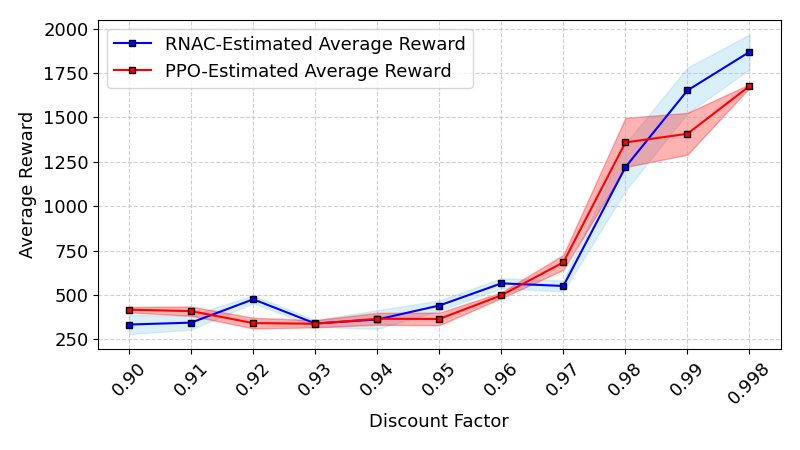 RNAC-Estimated Average Reward
PPO-Estimated Average Reward
Average Reward
2000
1750
1500
1250
1000
750
500
250
0.90 0.91 0.92 0.93 0.94 0.95 0.96 0.97 0.98 0.99 0.998
Discount Factor